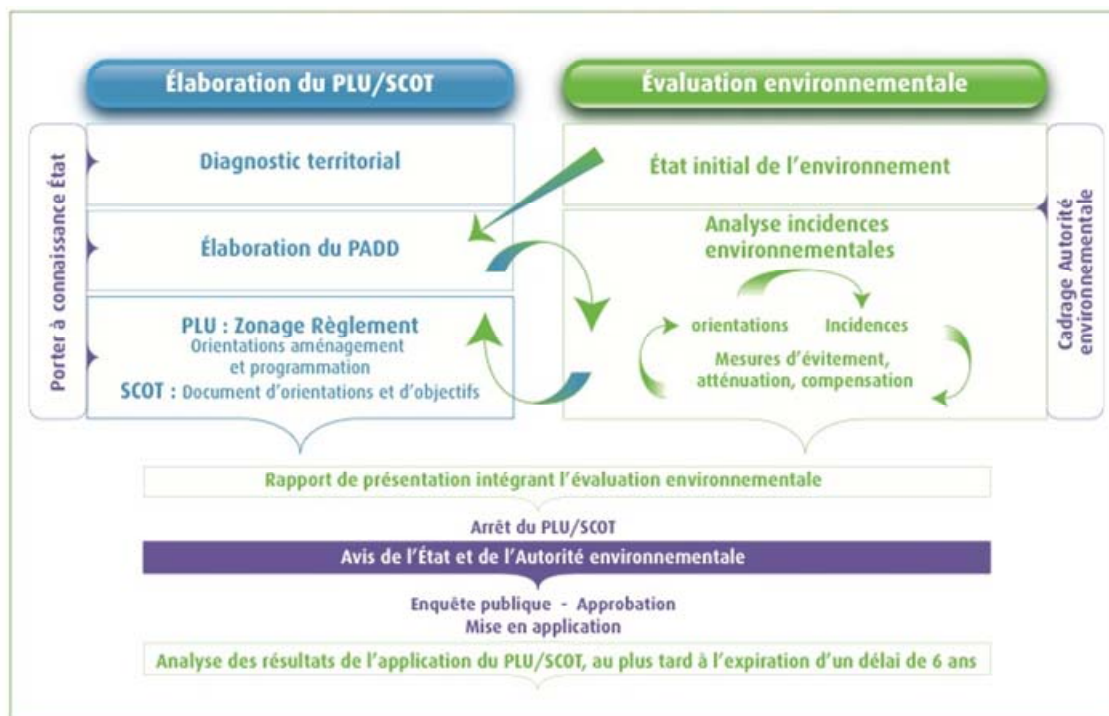 Élaboration du PLU/SCOT
Évaluation environnementale
Porter à connaissance État
Diagnostic territorial
Élaboration du PADD
PLU : Zonage Règlement
Orientations aménagement
et programmation
SCOT : Document d'orientations et d'objectifs
État initial de l'environnement
Analyse incidences
environnementales
orientations
Incidences
Mesures d'évitement,
atténuation, compensation
Cadrage Autorité
environnementale
Rapport de présentation intégrant l'évaluation environnementale
Arrêt du PLU/SCOT
Avis de l'État et de l'Autorité environnementale
Enquête publique - Approbation
Mise en application
Analyse des résultats de l'application du PLU/SCOT, au plus tard à l'expiration d'un délai de 6 ans